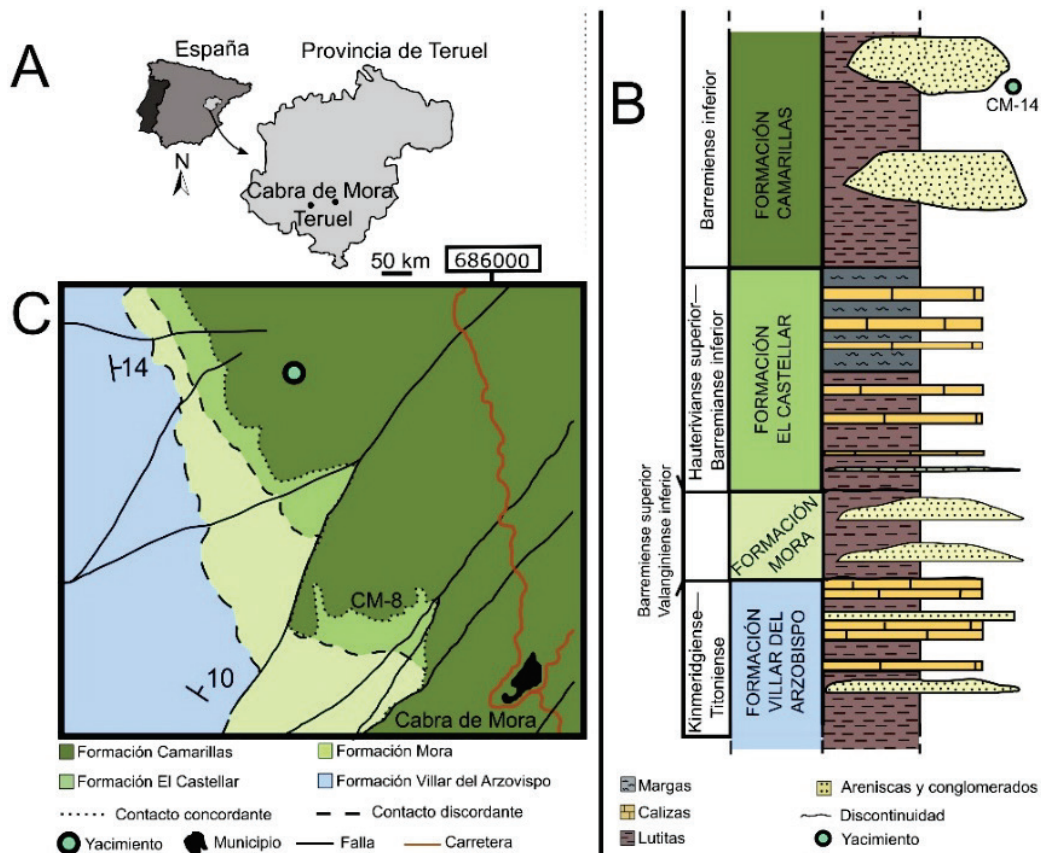 A
España
Provincia de Teruel
N
Cabra de Mora
Teruel
50 km
686000
C
14
10
CM-8
Cabra de Mora
Formación Camarillas
Formación Mora
Formación El Castellar
Formación Villar del Arzovispo
Contacto concordante
Contacto discordante
Yacimiento
Municipio
Falla
Carretera
B
Barremiense inferior
FORMACIÓN
CAMARILLAS
CM-14
Hauterivianse superior—
Barremianse inferior
FORMACIÓN
EL CASTELLAR
Barremiense superior
Valanginiense inferior
FORMACIÓN
MORA
Kinmeridgiense-
Titoniense
FORMACIÓN
VILLAR DEL
ARZOBISPO
Margas
Areniscas y conglomerados
Calizas
Discontinuidad
Lutitas
Yacimiento